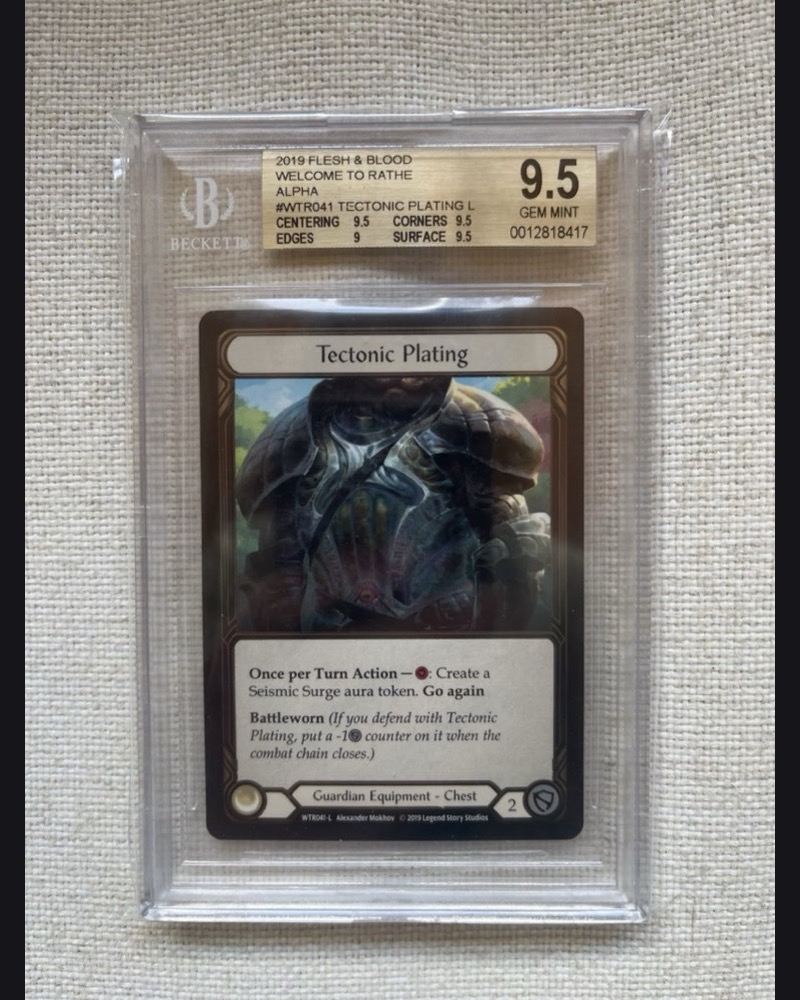 2019 FLESH & BLOOD
WELCOME TO RATHE
ALPHA
#WTR041 TECTONIC PLATING L
CENTERING 9.5 CORNERS 9.5
EDGES 9 SURFACE 9.5
9.5
GEM MINT
0012818417
B
BECKETT®
Tectonic Plating
Once per Turn Action — : Create a
Seismic Surge aura token. Go again
Battleworn (If you defend with Tectonic
Plating, put a -1 counter on it when the
combat chain closes.)
Guardian Equipment - Chest
2
WTR041-L Alexander Mokhov © 2019 Legend Story Studios